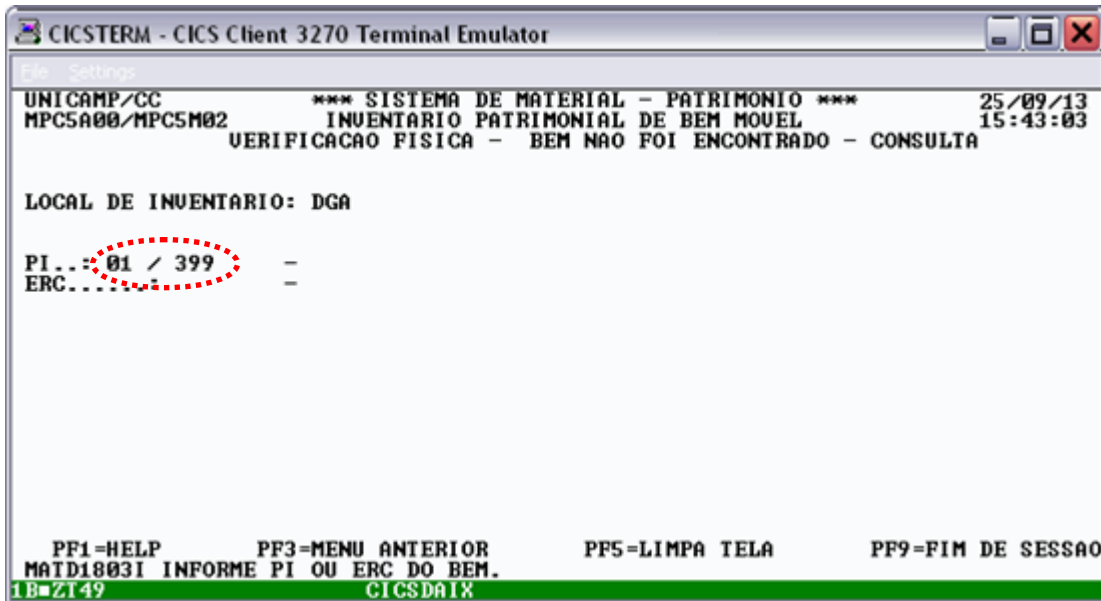 CICSTERM - CICS Client 3270 Terminal Emulator
File Settings
UNICAMP/CC *** SISTEMA DE MATERIAL - PATRIMONIO *** 25/09/13
MPC5A00/MPC5M02 INVENTARIO PATRIMONIAL DE BEM MOVEL 15:43:03
VERIFICACAO FISICA - BEM NAO FOI ENCONTRADO - CONSULTA
LOCAL DE INVENTARIO: DGA
PI..: 01 / 399 -
ERC......: -
PF1=HELP PF3=MENU ANTERIOR PF5=LIMPA TELA PF9=FIM DE SESSAO
MATD1803I INFORME PI OU ERC DO BEM.
1B■ZT49 CICSDAIX